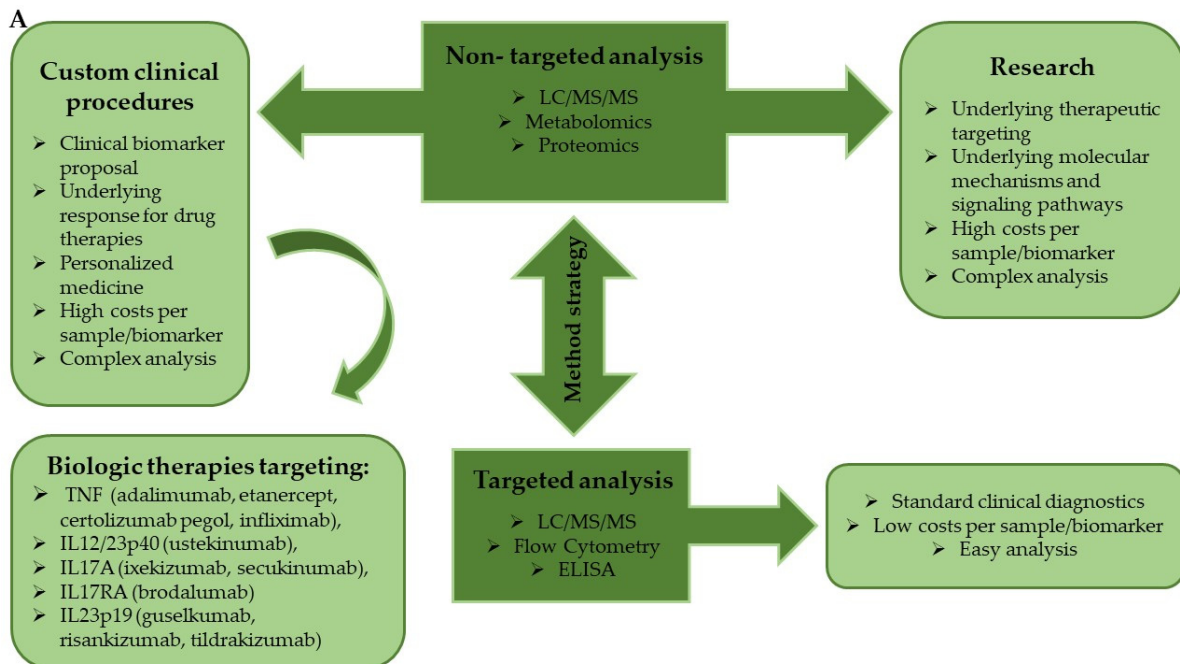 A
Custom clinical
procedures
➢ Clinical biomarker
proposal
➢ Underlying
response for drug
therapies
➢ Personalized
medicine
➢ High costs per
sample/biomarker
➢ Complex analysis
Non- targeted analysis
➢ LC/MS/MS
➢ Metabolomics
➢ Proteomics
Research
➢ Underlying therapeutic
targeting
➢ Underlying molecular
mechanisms and
signaling pathways
➢ High costs per
sample/biomarker
➢ Complex analysis
Method strategy
Biologic therapies targeting:
➢ TNF (adalimumab, etanercept,
certolizumab pegol, infliximab),
➢ IL12/23p40 (ustekinumab),
➢ IL17A (ixekizumab, secukinumab),
➢ IL17RA (brodalumab)
➢ IL23p19 (guselkumab,
risankizumab, tildrakizumab)
Targeted analysis
➢ LC/MS/MS
➢ Flow Cytometry
➢ ELISA
➢ Standard clinical diagnostics
➢ Low costs per sample/biomarker
➢ Easy analysis